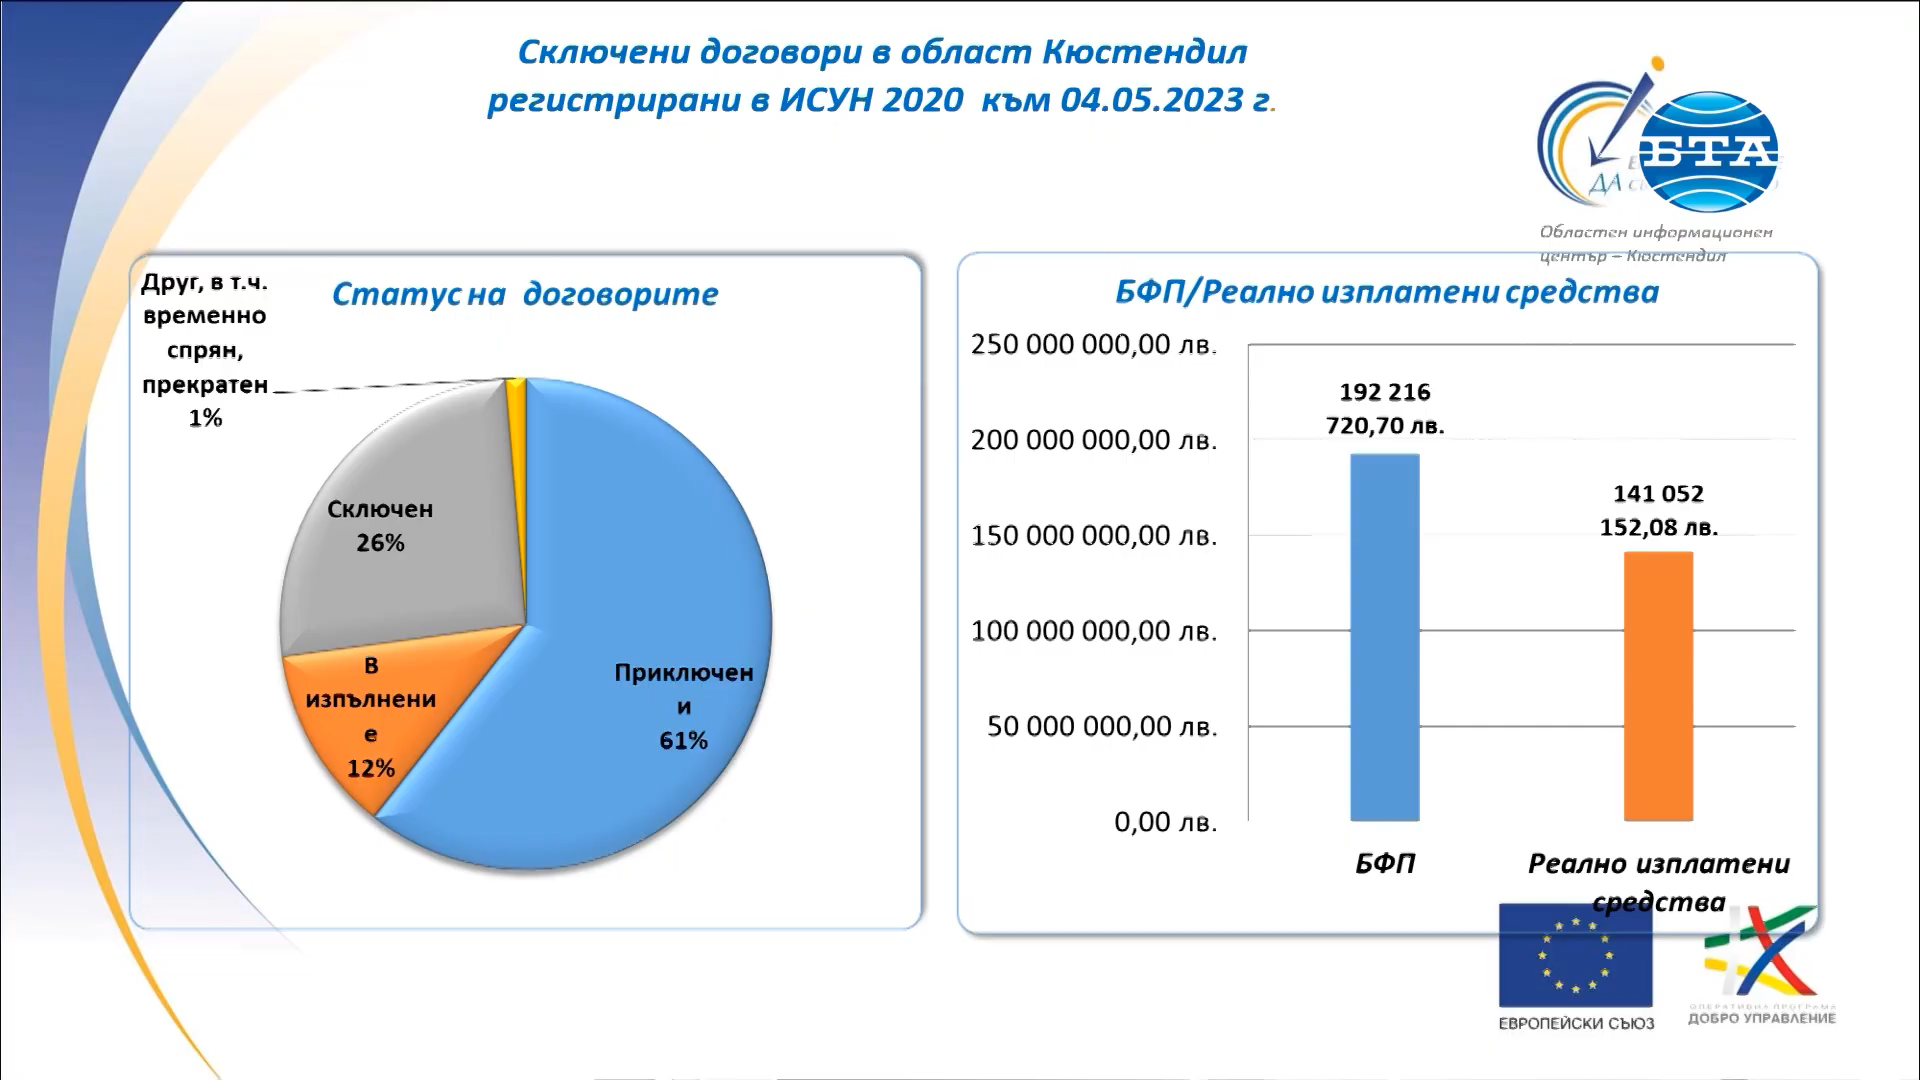 Сключени договори в област Кюстендил
регистрирани в ИСУН 2020 към 04.05.2023 г.
БТА
ДА
Областен информационен
център – Кюстендил
Статус на договорите
Друг, в т.ч.
временно
спрян,
прекратен
1%
Сключен
26%
В
изпълнени
е
12%
Приключен
и
61%
БФП/Реално изплатени средства
250 000 000,00 лв.
200 000 000,00 лв.
150 000 000,00 лв.
100 000 000,00 лв.
50 000 000,00 лв.
0,00 лв.
192 216
720,70 лв.
141 052
152,08 лв.
БФП
Реално изплатени
средства
ЕВРОПЕЙСКИ СЪЮЗ
ОПЕРАТИВНА ПРОГРАМА
ДОБРО УПРАВЛЕНИЕ